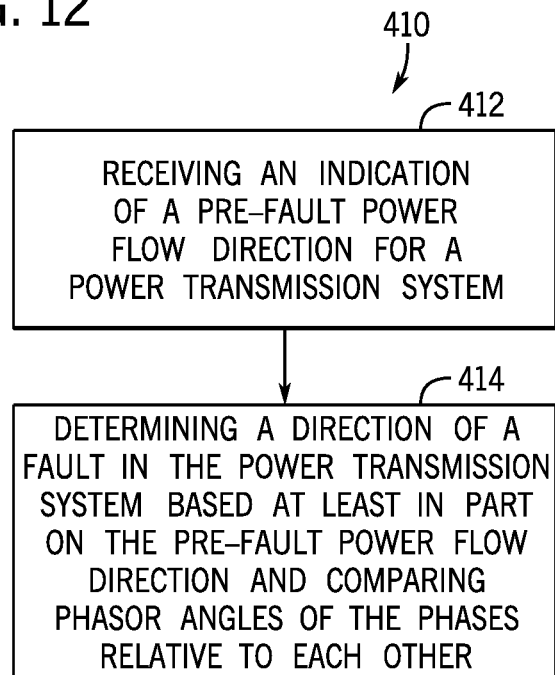 . 12
410
412
RECEIVING AN INDICATION
OF A PRE–FAULT POWER
FLOW DIRECTION FOR A
POWER TRANSMISSION SYSTEM
414
DETERMINING A DIRECTION OF A
FAULT IN THE POWER TRANSMISSION
SYSTEM BASED AT LEAST IN PART
ON THE PRE–FAULT POWER FLOW
DIRECTION AND COMPARING
PHASOR ANGLES OF THE PHASES
RELATIVE TO EACH OTHER